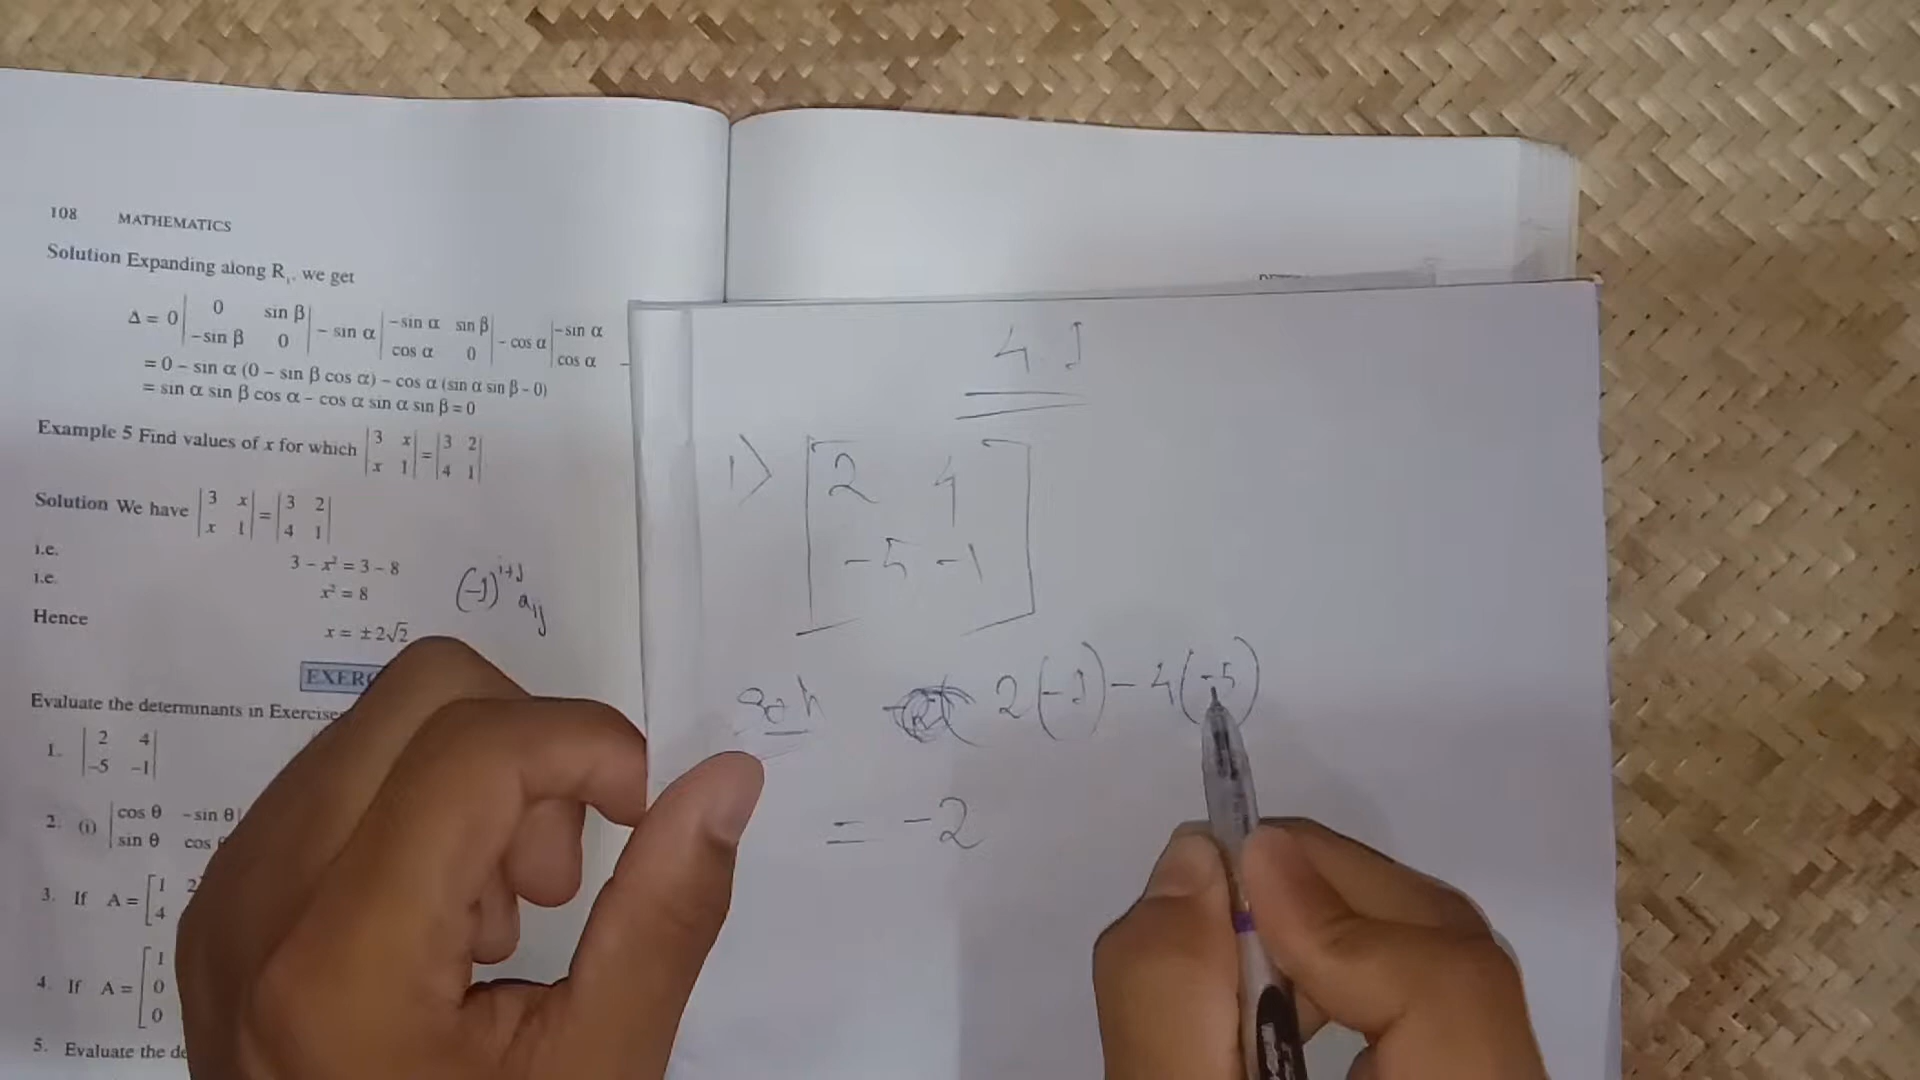 108 MATHEMATICS
Solution Expanding along R₁, we get
Δ = 0 | 0 sin β | − sin α | −sin α sin β | − cos α | −sin α
−sin β 0 cos α 0 cos α
= 0 − sin α (0 − sin β cos α) − cos α (sin α sin β − 0)
= sin α sin β cos α − cos α sin α sin β = 0
Example 5 Find values of x for which | 3 x | = | 3 2 |
x 1 4 1
Solution We have | 3 x | = | 3 2 |
x 1 4 1
i.e. 3 − x² = 3 − 8
i.e. x² = 8
Hence x = ± 2√2
(-1)^i+J a_ij
Evaluate the determinants in
1. | 2 4 |
−5 −1
2. (i) | cos θ − sin θ |
sin θ cos
3. If A = [ 1 2
4
4. If A = [ 1
0
0
5. Evaluate the
4.1
1) [ 2 4 ]
-5 -1
Soln 2(-1) - 4(-5)
= -2